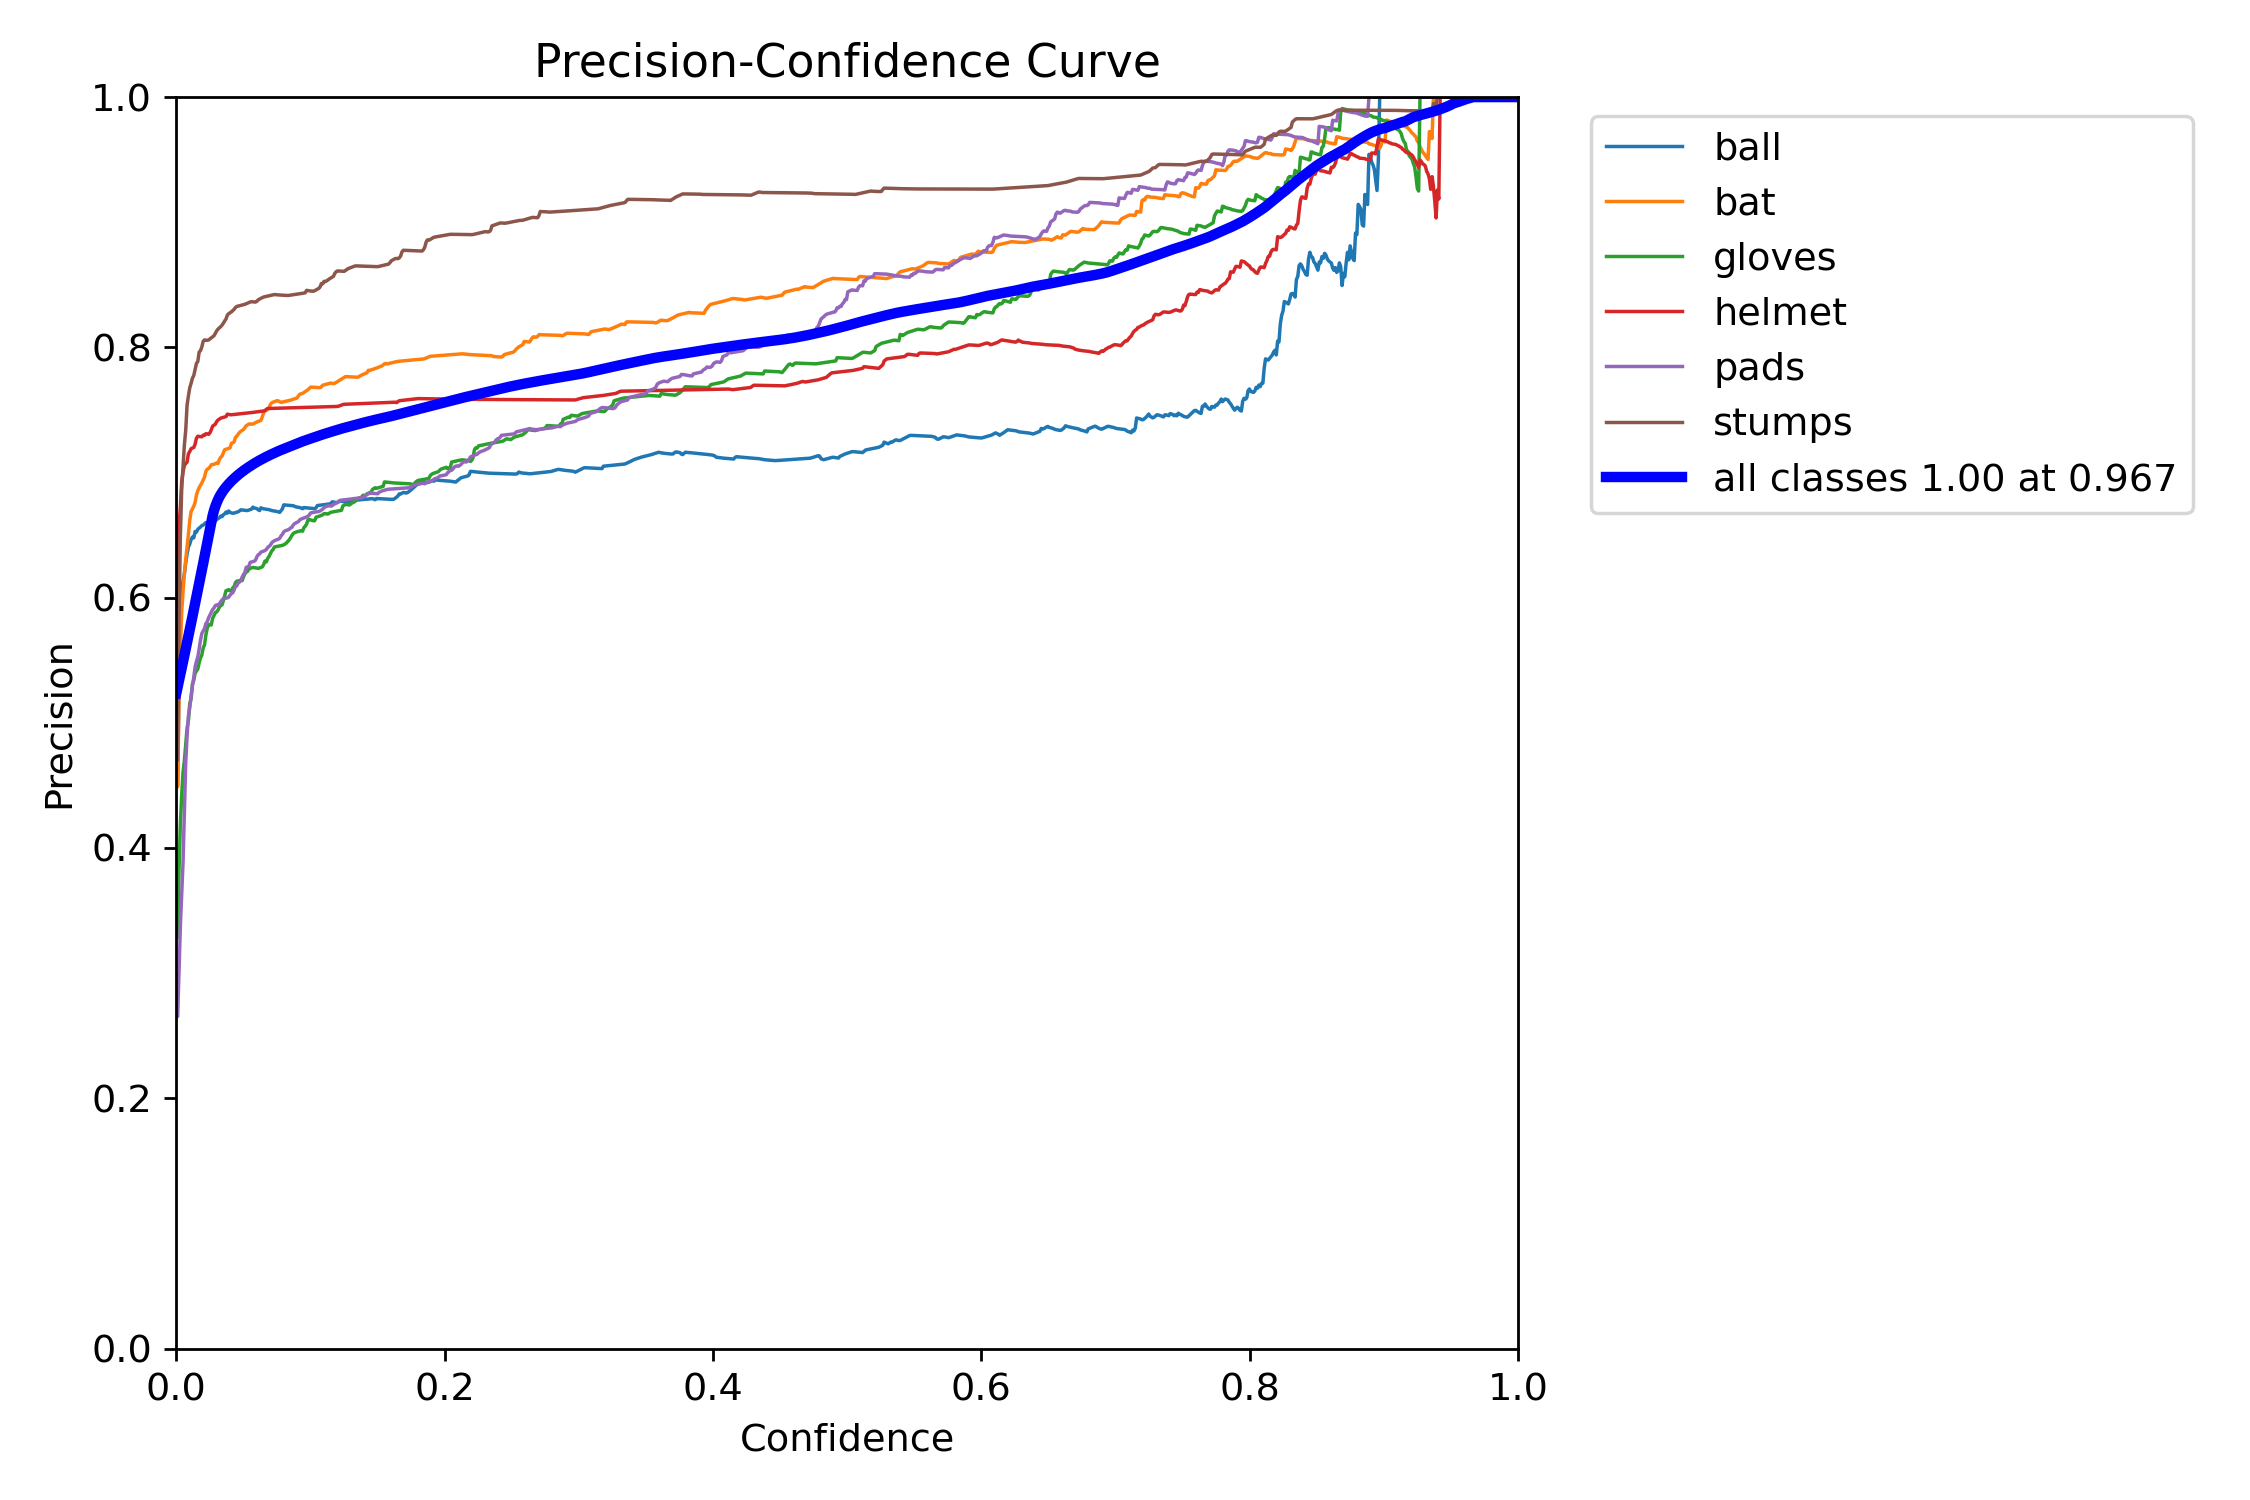 Precision-Confidence Curve
1.0
0.8
0.6
0.4
0.2
0.0
Precision
0.0 0.2 0.4 0.6 0.8 1.0
Confidence
ball
bat
gloves
helmet
pads
stumps
all classes 1.00 at 0.967